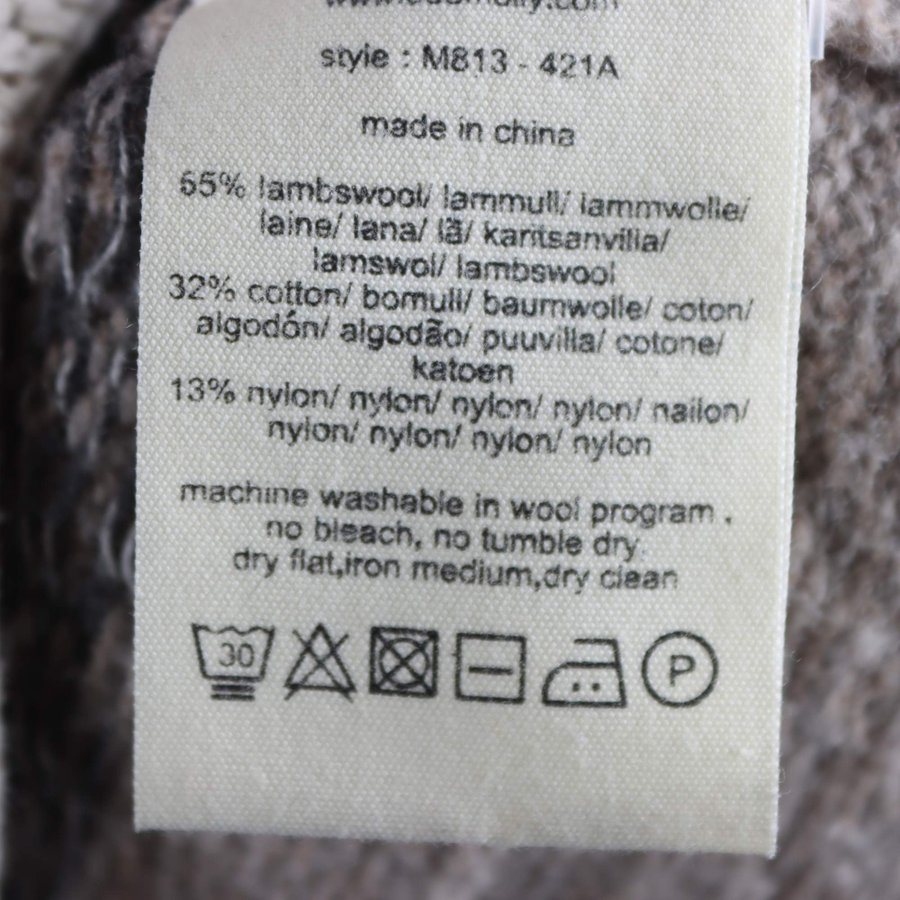 style : M813 - 421A
made in china
55% lambswool/ lammull/ lammwolle/
laine/ lana/ lã/ karitsanvilla/
lamswol/ lambswool
32% cotton/ bomull/ baumwolle/ coton/
algodón/ algodão/ puuvilla/ cotone/
katoen
13% nylon/ nylon/ nylon/ nylon/ nailon/
nylon/ nylon/ nylon/ nylon
machine washable in wool program .
no bleach, no tumble dry.
dry flat,iron medium,dry clean
30
P